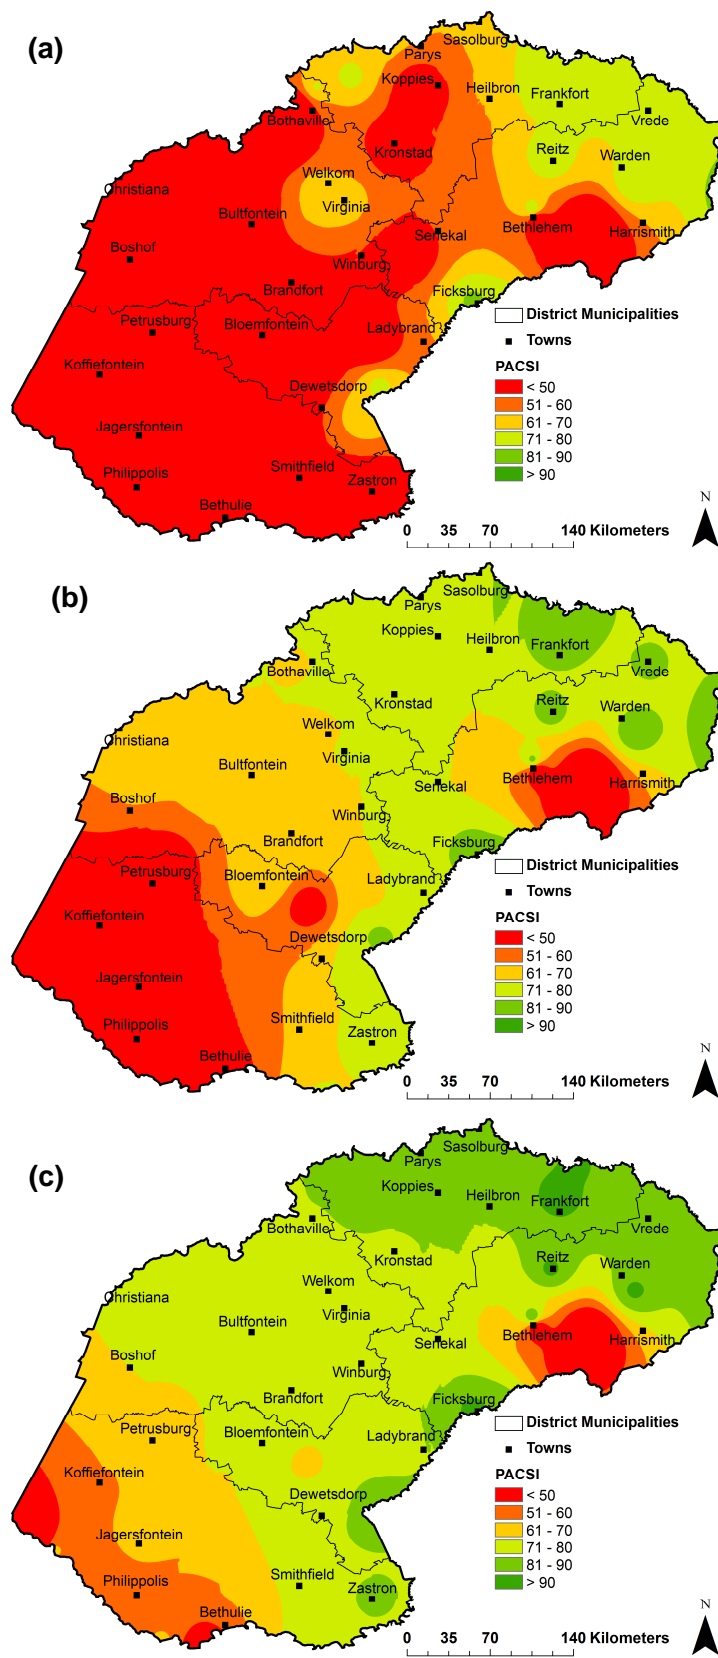 (a)
Sasolburg
Parys
Koppies
Heilbron
Frankfort
Bothaville
Vrede
Kronstad
Reitz
Warden
Welkom
Christiana
Virginia
Bultfontein
Bethlehem
Harrismith
Senekal
Boshof
Winburg
Brandfort
Ficksburg
District Municipalities
Petrusburg
Bloemfontein
Ladybrand
Towns
PACSI
Koffiefontein
Dewetsdorp
< 50
51 - 60
61 - 70
Jagersfontein
71 - 80
81 - 90
Philippolis
Smithfield
Zastron
> 90
Bethulie
N
0 35 70 140 Kilometers
(b)
Sasolburg
Parys
Koppies
Heilbron
Frankfort
Bothaville
Vrede
Kronstad
Reitz
Warden
Welkom
Christiana
Virginia
Bultfontein
Bethlehem
Harrismith
Senekal
Boshof
Winburg
Brandfort
Ficksburg
District Municipalities
Petrusburg
Bloemfontein
Ladybrand
Towns
PACSI
Koffiefontein
Dewetsdorp
< 50
51 - 60
61 - 70
Jagersfontein
71 - 80
81 - 90
Philippolis
Smithfield
Zastron
> 90
Bethulie
N
0 35 70 140 Kilometers
(c)
Sasolburg
Parys
Koppies
Heilbron
Frankfort
Bothaville
Vrede
Kronstad
Reitz
Warden
Welkom
Christiana
Virginia
Bultfontein
Bethlehem
Harrismith
Senekal
Boshof
Winburg
Brandfort
Ficksburg
District Municipalities
Petrusburg
Bloemfontein
Ladybrand
Towns
PACSI
Koffiefontein
Dewetsdorp
< 50
51 - 60
61 - 70
Jagersfontein
71 - 80
81 - 90
Philippolis
Smithfield
Zastron
> 90
Bethulie
N
0 35 70 140 Kilometers